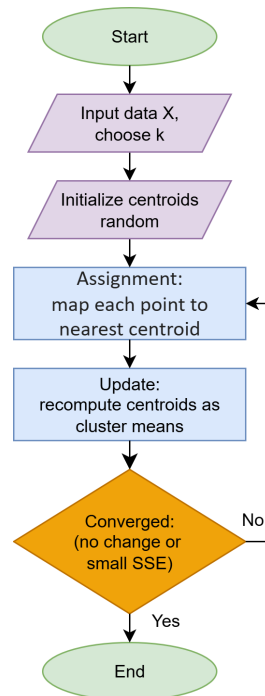 Start
Input data X,
choose k
Initialize centroids
random
Assignment:
map each point to
nearest centroid
Update:
recompute centroids as
cluster means
Converged:
(no change or
small SSE)
No
Yes
End